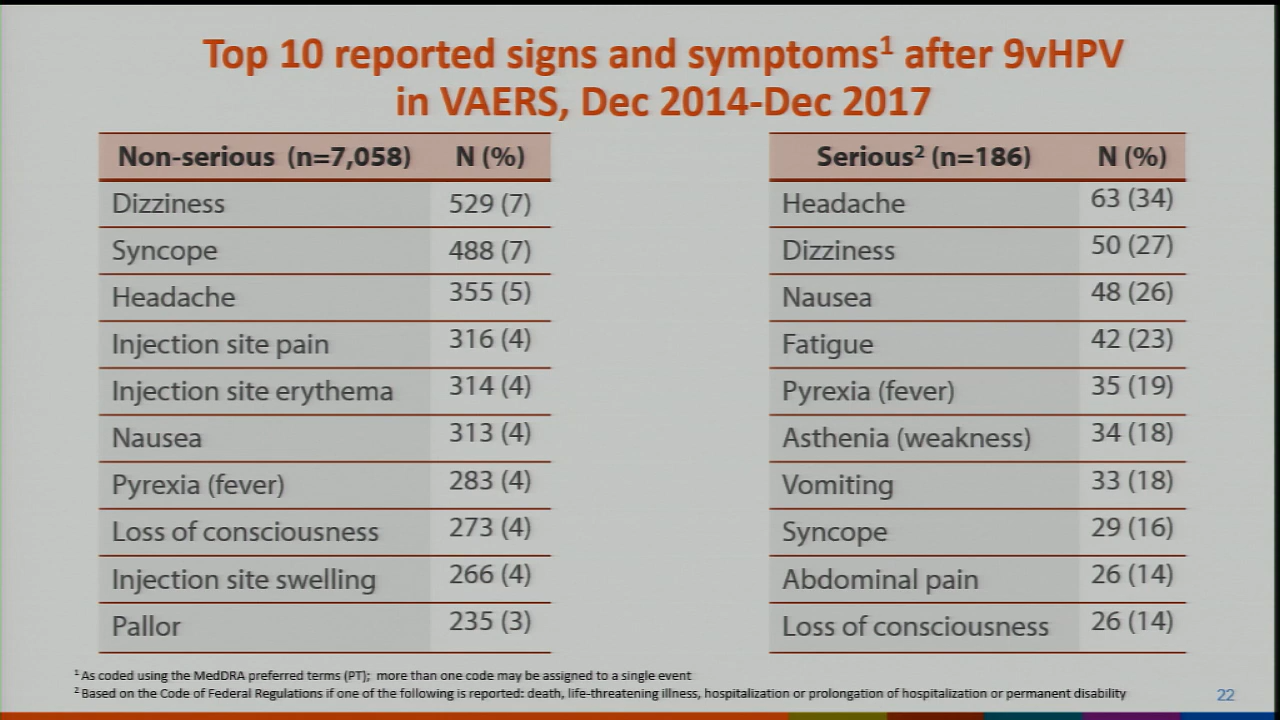 Top 10 reported signs and symptoms¹ after 9vHPV
in VAERS, Dec 2014-Dec 2017
Non-serious (n=7,058) N (%)
Dizziness 529 (7)
Syncope 488 (7)
Headache 355 (5)
Injection site pain 316 (4)
Injection site erythema 314 (4)
Nausea 313 (4)
Pyrexia (fever) 283 (4)
Loss of consciousness 273 (4)
Injection site swelling 266 (4)
Pallor 235 (3)
Serious² (n=186) N (%)
Headache 63 (34)
Dizziness 50 (27)
Nausea 48 (26)
Fatigue 42 (23)
Pyrexia (fever) 35 (19)
Asthenia (weakness) 34 (18)
Vomiting 33 (18)
Syncope 29 (16)
Abdominal pain 26 (14)
Loss of consciousness 26 (14)
¹ As coded using the MedDRA preferred terms (PT); more than one code may be assigned to a single event
² Based on the Code of Federal Regulations if one of the following is reported: death, life-threatening illness, hospitalization or prolongation of hospitalization or permanent disability
22